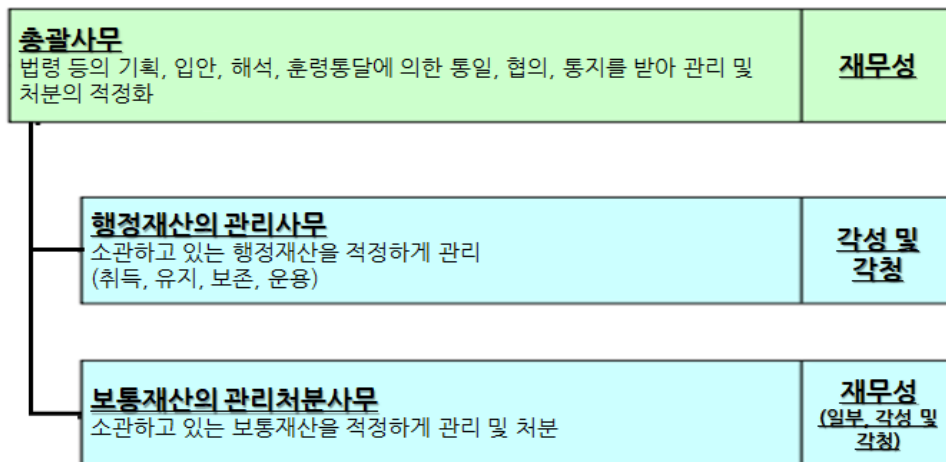 총괄사무
법령 등의 기획, 입안, 해석, 훈령통달에 의한 통일, 협의, 통지를 받아 관리 및
처분의 적정화
재무성
행정재산의 관리사무
소관하고 있는 행정재산을 적정하게 관리
(취득, 유지, 보존, 운용)
각성 및
각청
보통재산의 관리처분사무
소관하고 있는 보통재산을 적정하게 관리 및 처분
재무성
(일부, 각성 및
각청)